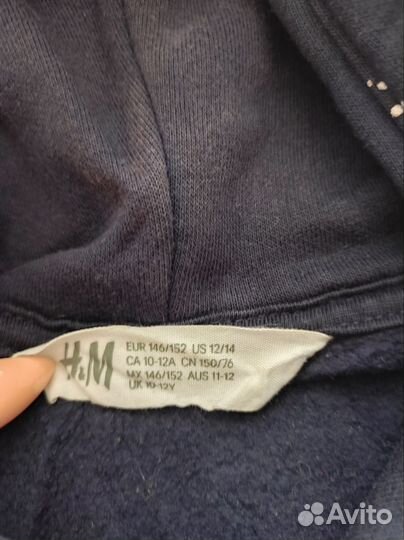 H&M
EUR 146/152 US 12/14
CA 10-12A CN 150/76
MX 146/152 AUS 11-12
UK 10-12Y
Avito